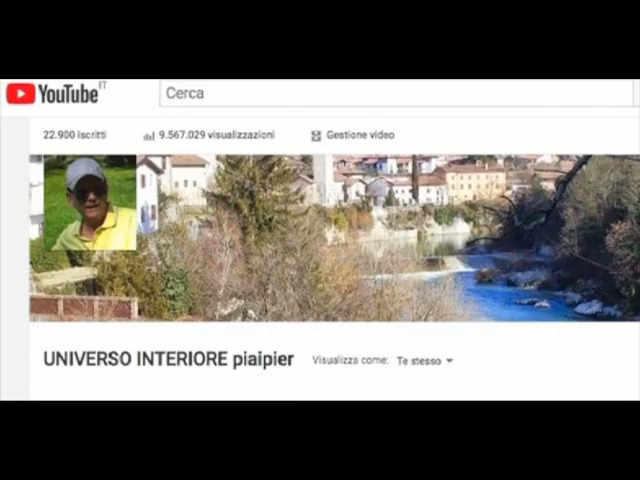 YouTube IT
Cerca
22.900 iscritti 9.567.029 visualizzazioni Gestione video
UNIVERSO INTERIORE piaipier Visualizza come: Te stesso